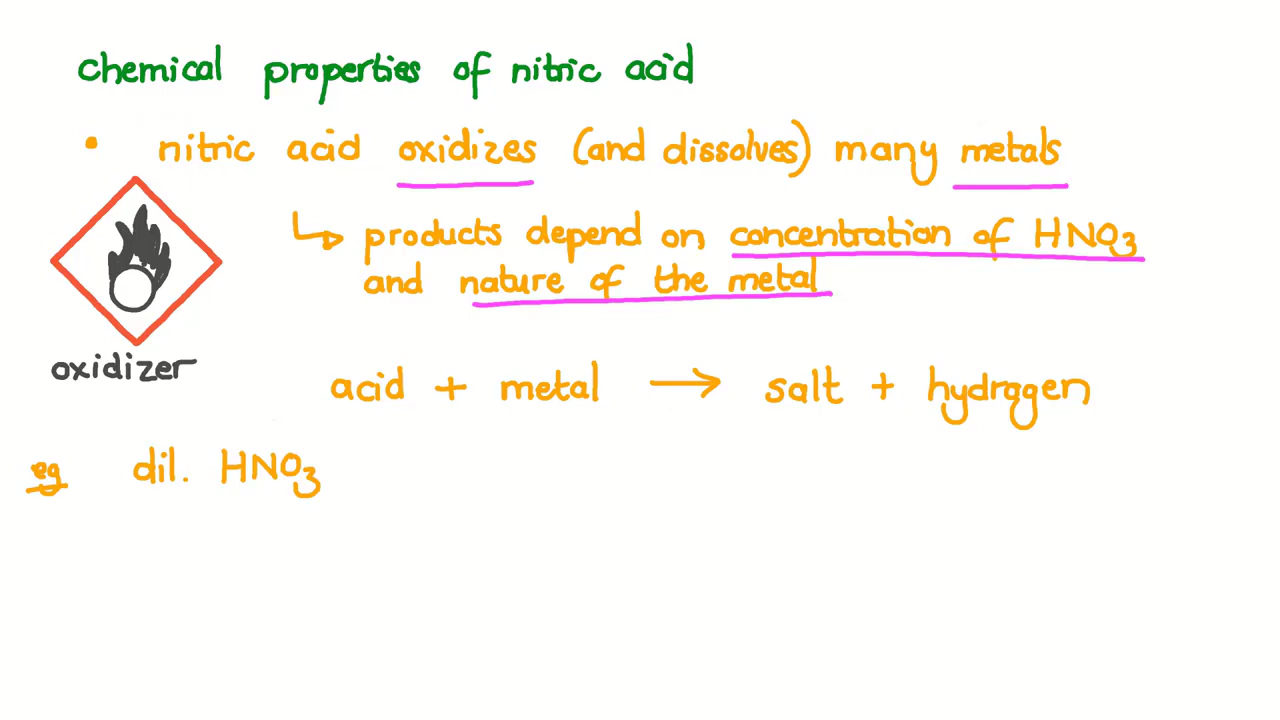 chemical properties of nitric acid
• nitric acid oxidizes (and dissolves) many metals
↳ products depend on concentration of HNO₃
and nature of the metal
oxidizer
acid + metal → salt + hydrogen
eg dil. HNO₃